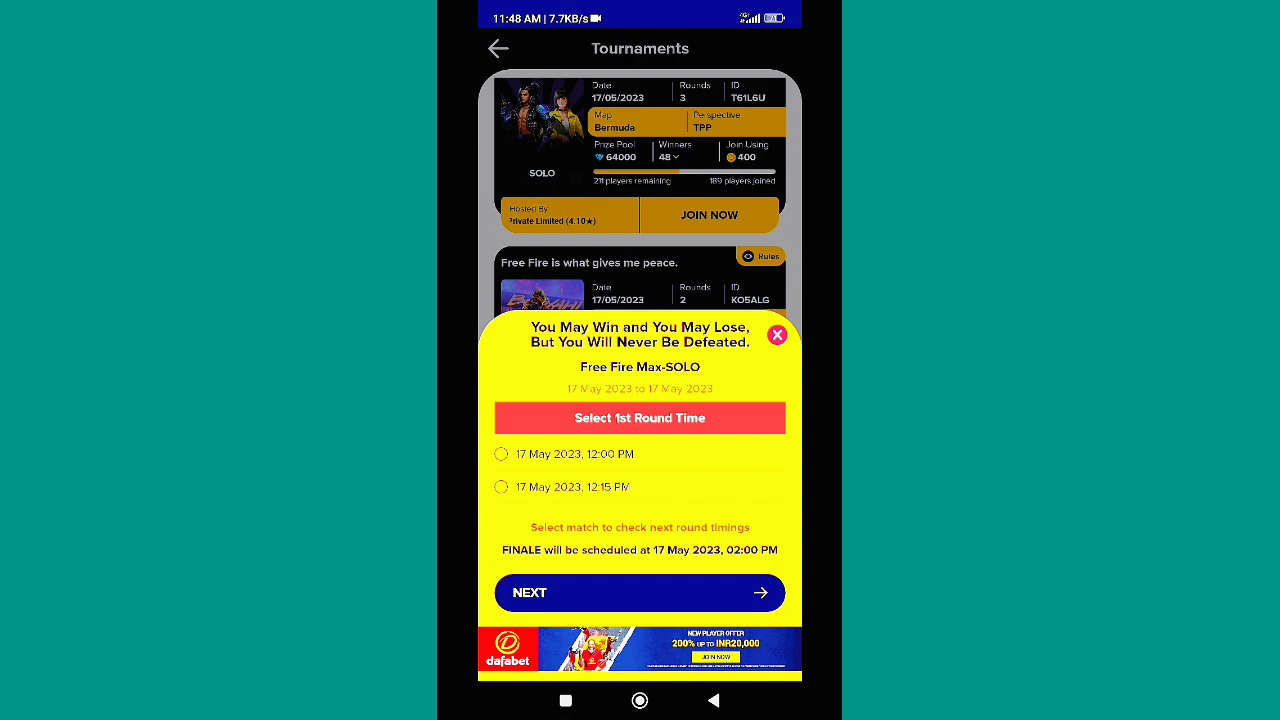 11:48 AM | 7.7KB/s
4G
21
Tournaments
Date Rounds ID
17/05/2023 3 T61L6U
Map Perspective
Bermuda TPP
Prize Pool Winners Join Using
64000 48 400
SOLO
211 players remaining 189 players joined
Hosted By
Private Limited (4.10★)
JOIN NOW
Free Fire is what gives me peace.
Rules
Date Rounds ID
17/05/2023 2 KO5ALG
You May Win and You May Lose,
But You Will Never Be Defeated.
Free Fire Max-SOLO
17 May 2023 to 17 May 2023
Select 1st Round Time
17 May 2023, 12:00 PM
17 May 2023, 12:15 PM
Select match to check next round timings
FINALE will be scheduled at 17 May 2023, 02:00 PM
NEXT
dafabet
NEW PLAYER OFFER
200% UP TO INR20,000
JOIN NOW